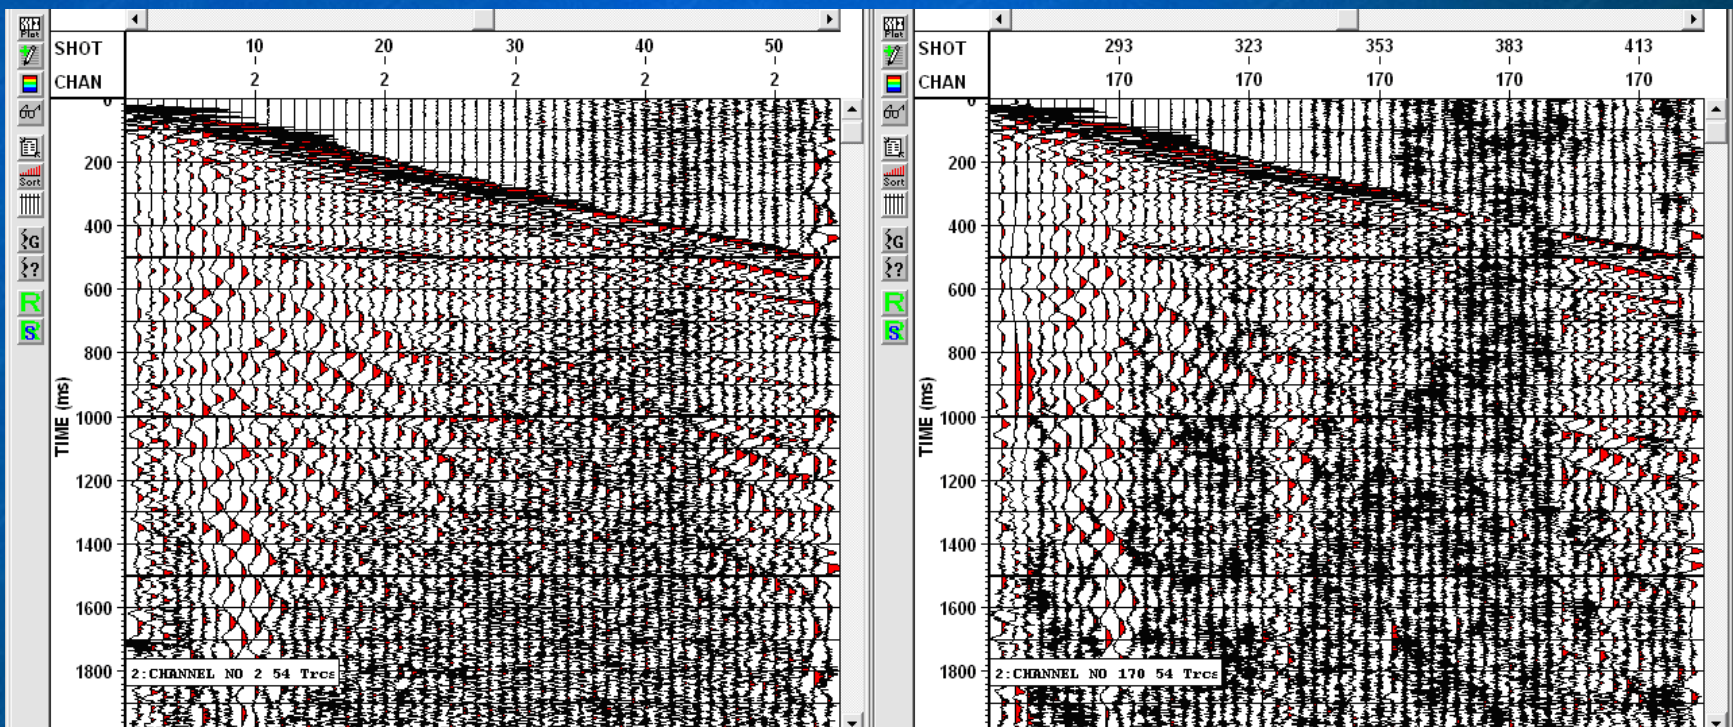 Plot
SHOT 10 20 30 40 50
CHAN 2 2 2 2 2
0
200
Sort
400
G
??
600
R
S
800
1000
TIME (ms)
1200
1400
1600
1800
2:CHANNEL NO 2 54 Trcs
Plot
SHOT 293 323 353 383 413
CHAN 170 170 170 170 170
0
200
Sort
400
G
??
600
R
S
800
1000
TIME (ms)
1200
1400
1600
1800
2:CHANNEL NO 170 54 Trcs